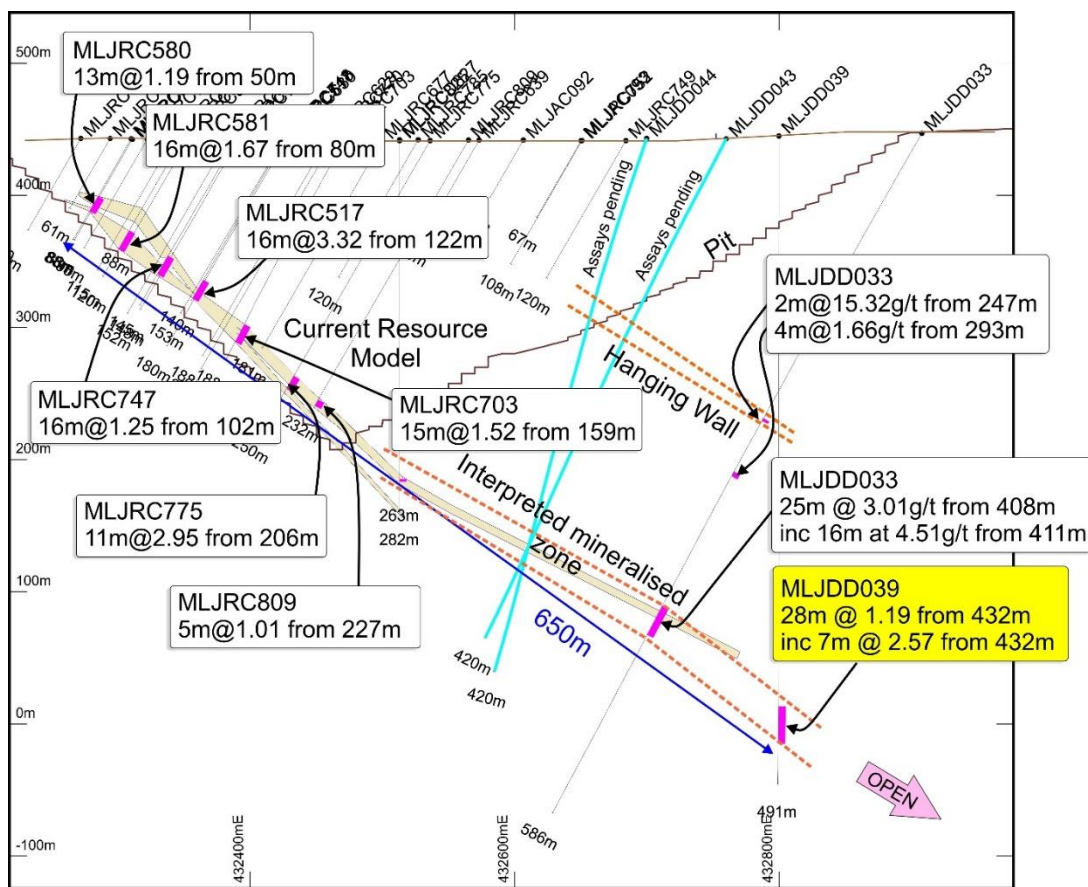 500m
MLJRC580
13m@1.19 from 50m
MLJRC581
16m@1.67 from 80m
MLJRC677
MLJRC775
MLJRC809
MLJAC092
MLJRC749
MLJDD044
MLJDD043
MLJDD039
MLJDD033
400m
MLJRC517
16m@3.32 from 122m
Assays pending
Assays pending
Pit
61m
88m
67m
108m
120m
120m
140m
153m
152m
180m
181m
MLJDD033
2m@15.32g/t from 247m
4m@1.66g/t from 293m
300m
Current Resource
Model
Hanging Wall
MLJRC747
16m@1.25 from 102m
MLJRC703
15m@1.52 from 159m
232m
250m
200m
Interpreted mineralised
zone
MLJDD033
25m @ 3.01g/t from 408m
inc 16m at 4.51g/t from 411m
MLJRC775
11m@2.95 from 206m
263m
282m
100m
MLJRC809
5m@1.01 from 227m
650m
MLJDD039
28m @ 1.19 from 432m
inc 7m @ 2.57 from 432m
420m
420m
0m
OPEN
491m
586m
-100m
432400mE
432600mE
432800mE